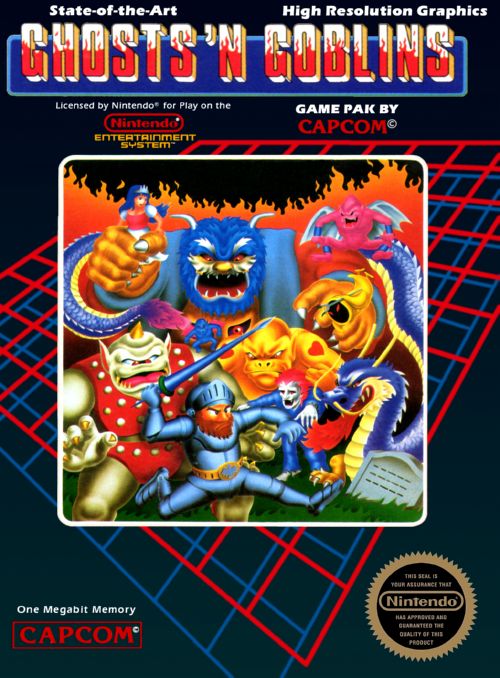 State-of-the-Art High Resolution Graphics
GHOSTS'N GOBLINS
Licensed by Nintendo® for Play on the
Nintendo®
ENTERTAINMENT
SYSTEM™
GAME PAK BY
CAPCOM©
One Megabit Memory
CAPCOM©
THIS SEAL IS
YOUR ASSURANCE THAT
Nintendo
HAS APPROVED AND
GUARANTEED THE
QUALITY OF THIS
PRODUCT